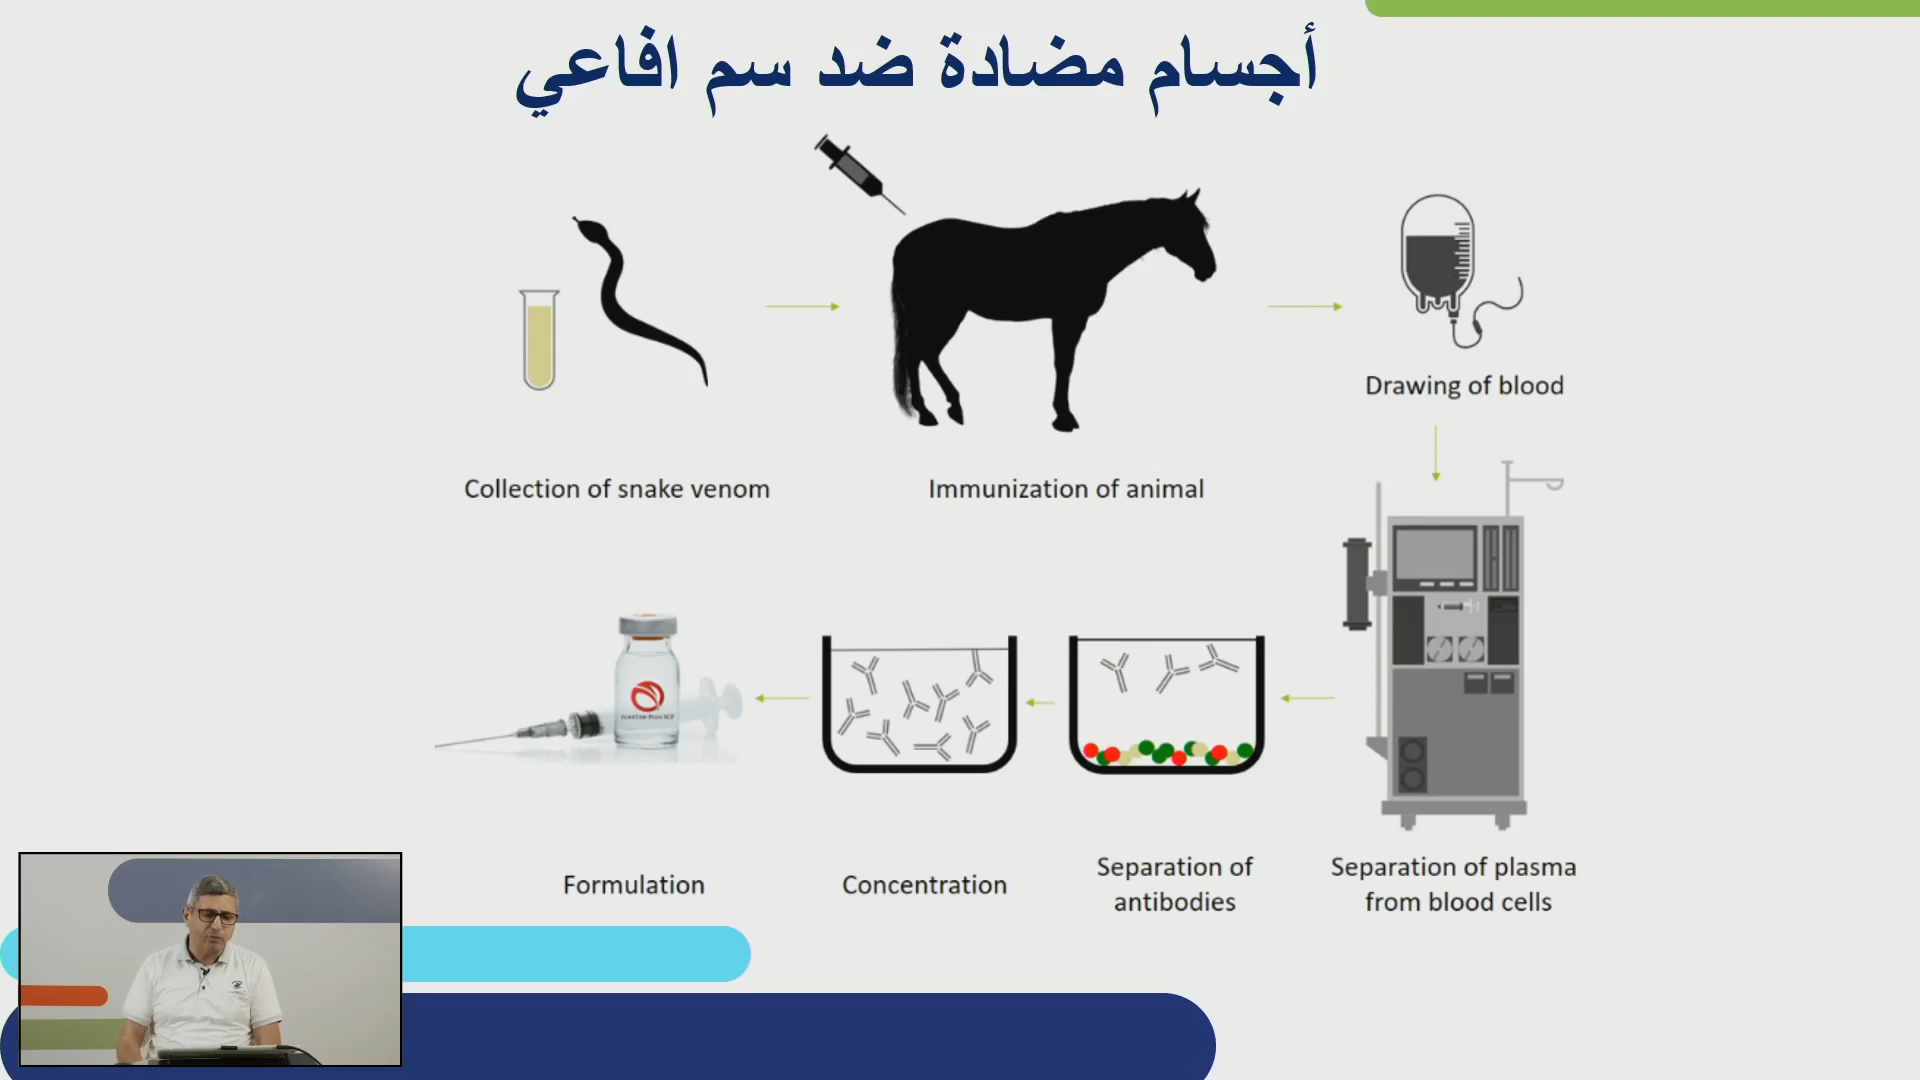 أجسام مضادة ضد سم افاعي
Drawing of blood
Collection of snake venom
Immunization of animal
Formulation
Concentration
Separation of
antibodies
Separation of plasma
from blood cells